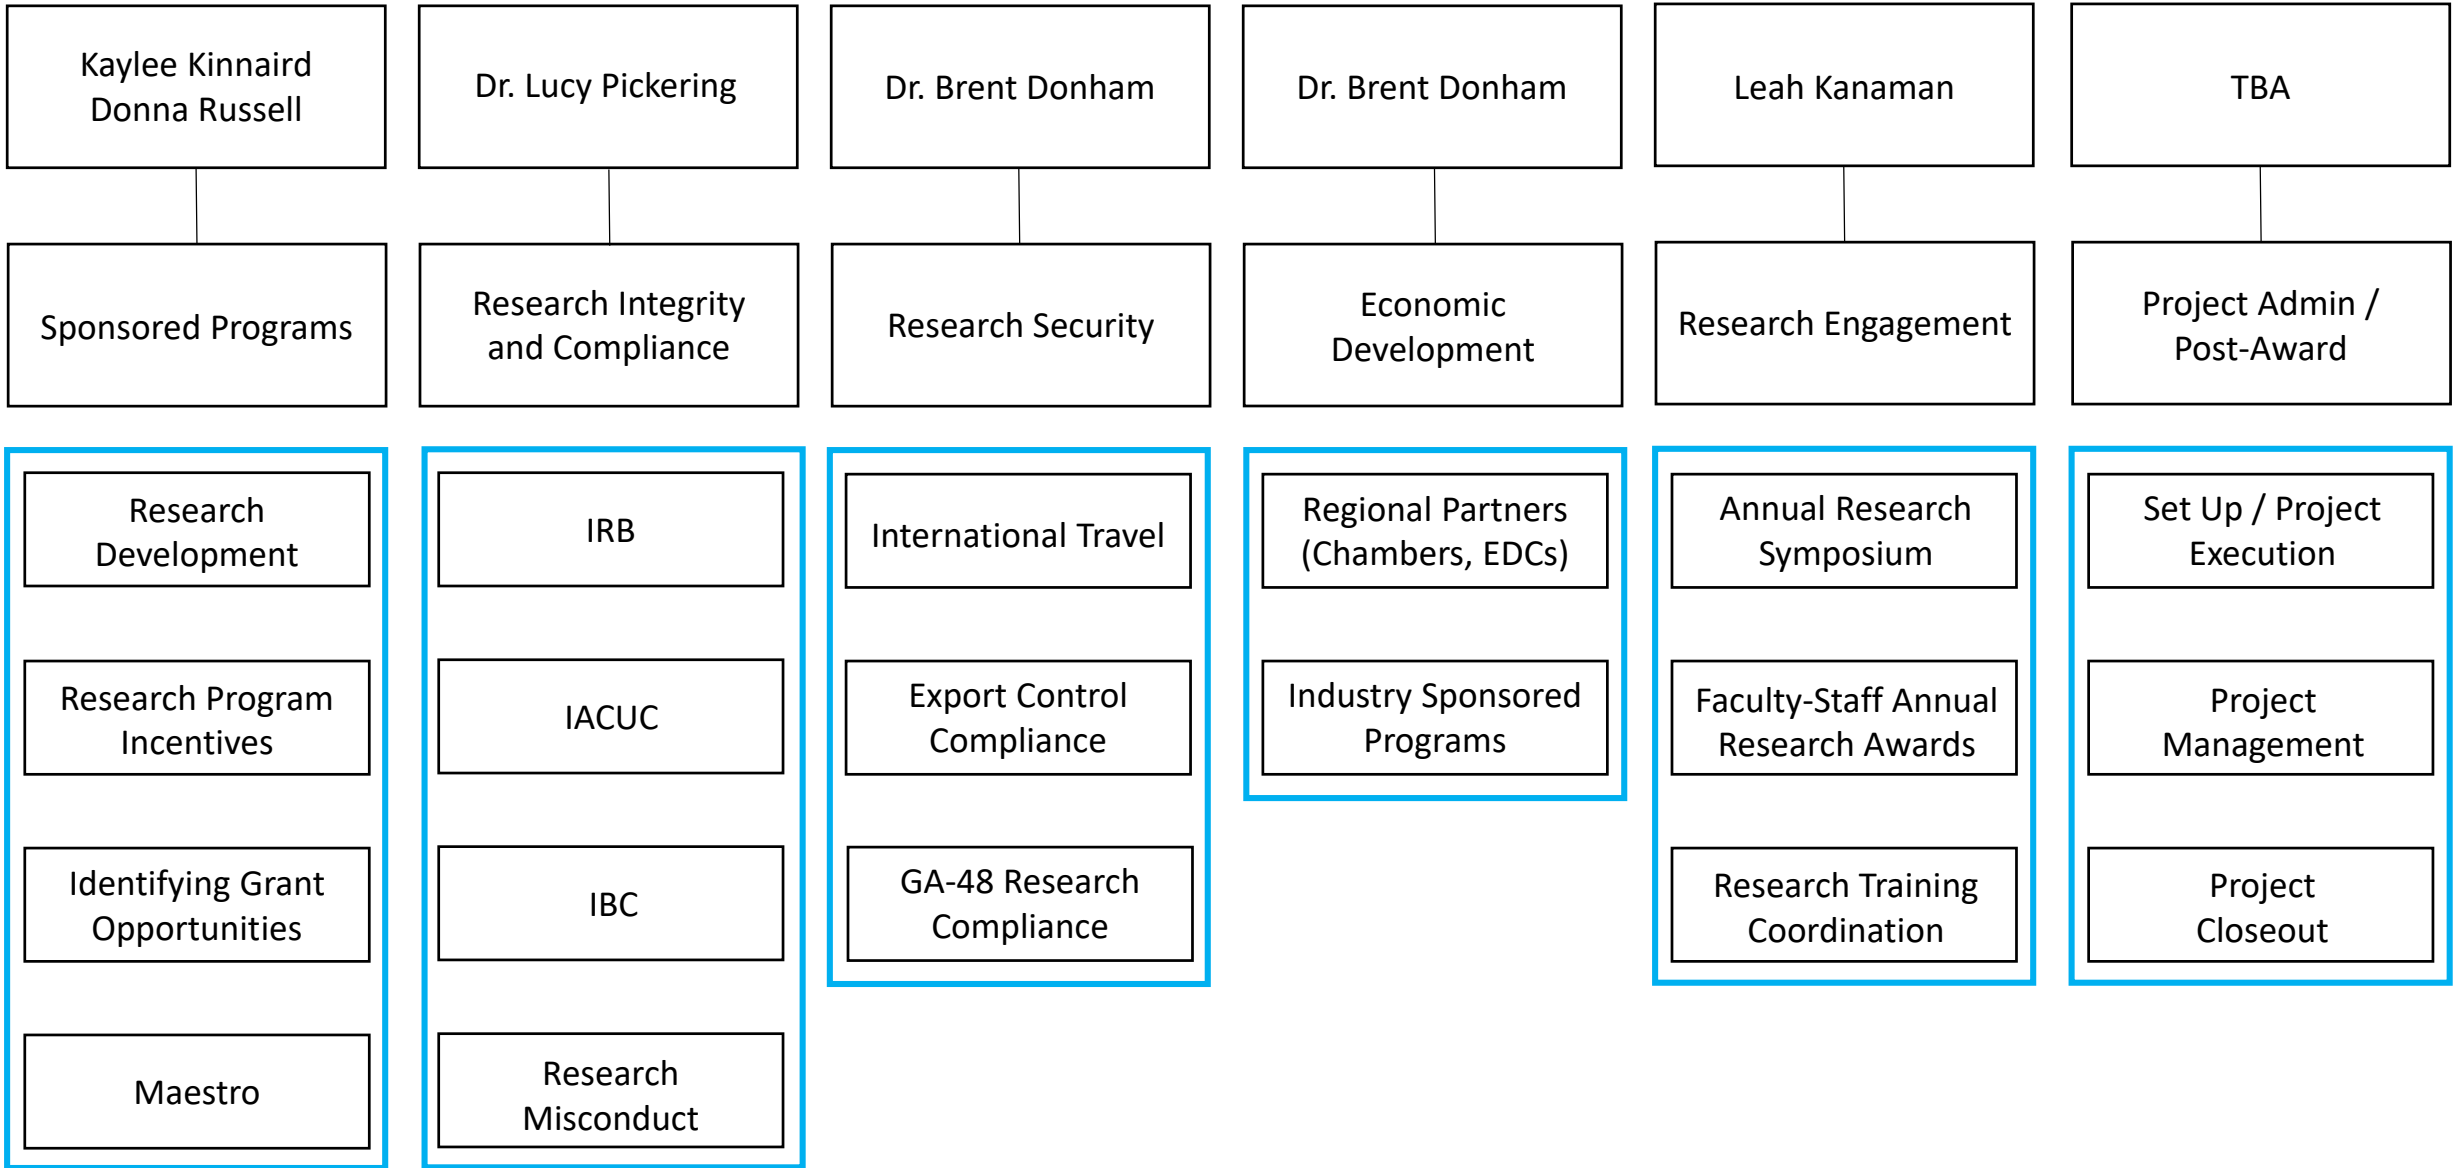 Kaylee Kinnaird
Donna Russell
Dr. Lucy Pickering
Dr. Brent Donham
Dr. Brent Donham
Leah Kanaman
TBA
Sponsored Programs
Research Integrity
and Compliance
Research Security
Economic
Development
Research Engagement
Project Admin /
Post-Award
Research
Development
Research Program
Incentives
Identifying Grant
Opportunities
Maestro
IRB
IACUC
IBC
Research
Misconduct
International Travel
Export Control
Compliance
GA-48 Research
Compliance
Regional Partners
(Chambers, EDCs)
Industry Sponsored
Programs
Annual Research
Symposium
Faculty-Staff Annual
Research Awards
Research Training
Coordination
Set Up / Project
Execution
Project
Management
Project
Closeout